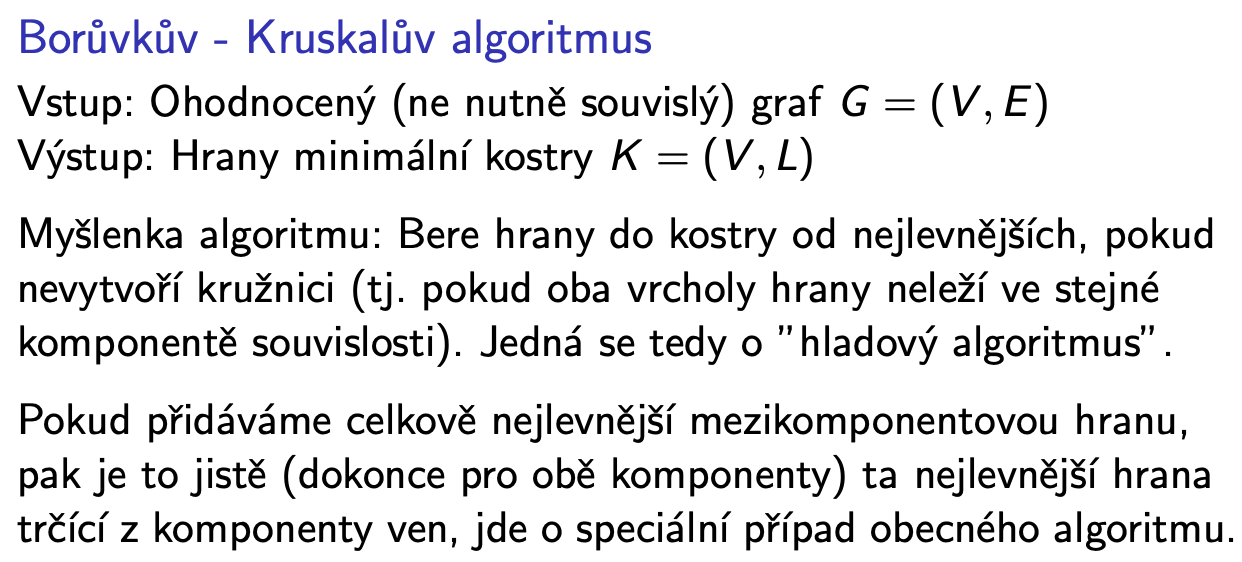 Borůvkův - Kruskalův algoritmus
Vstup: Ohodnocený (ne nutně souvislý) graf G = (V, E)
Výstup: Hrany minimální kostry K = (V, L)
Myšlenka algoritmu: Bere hrany do kostry od nejlevnějších, pokud
nevytvoří kružnici (tj. pokud oba vrcholy hrany neleží ve stejné
komponentě souvislosti). Jedná se tedy o ”hladový algoritmus”.
Pokud přidáváme celkově nejlevnější mezikomponentovou hranu,
pak je to jistě (dokonce pro obě komponenty) ta nejlevnější hrana
trčící z komponenty ven, jde o speciální případ obecného algoritmu.